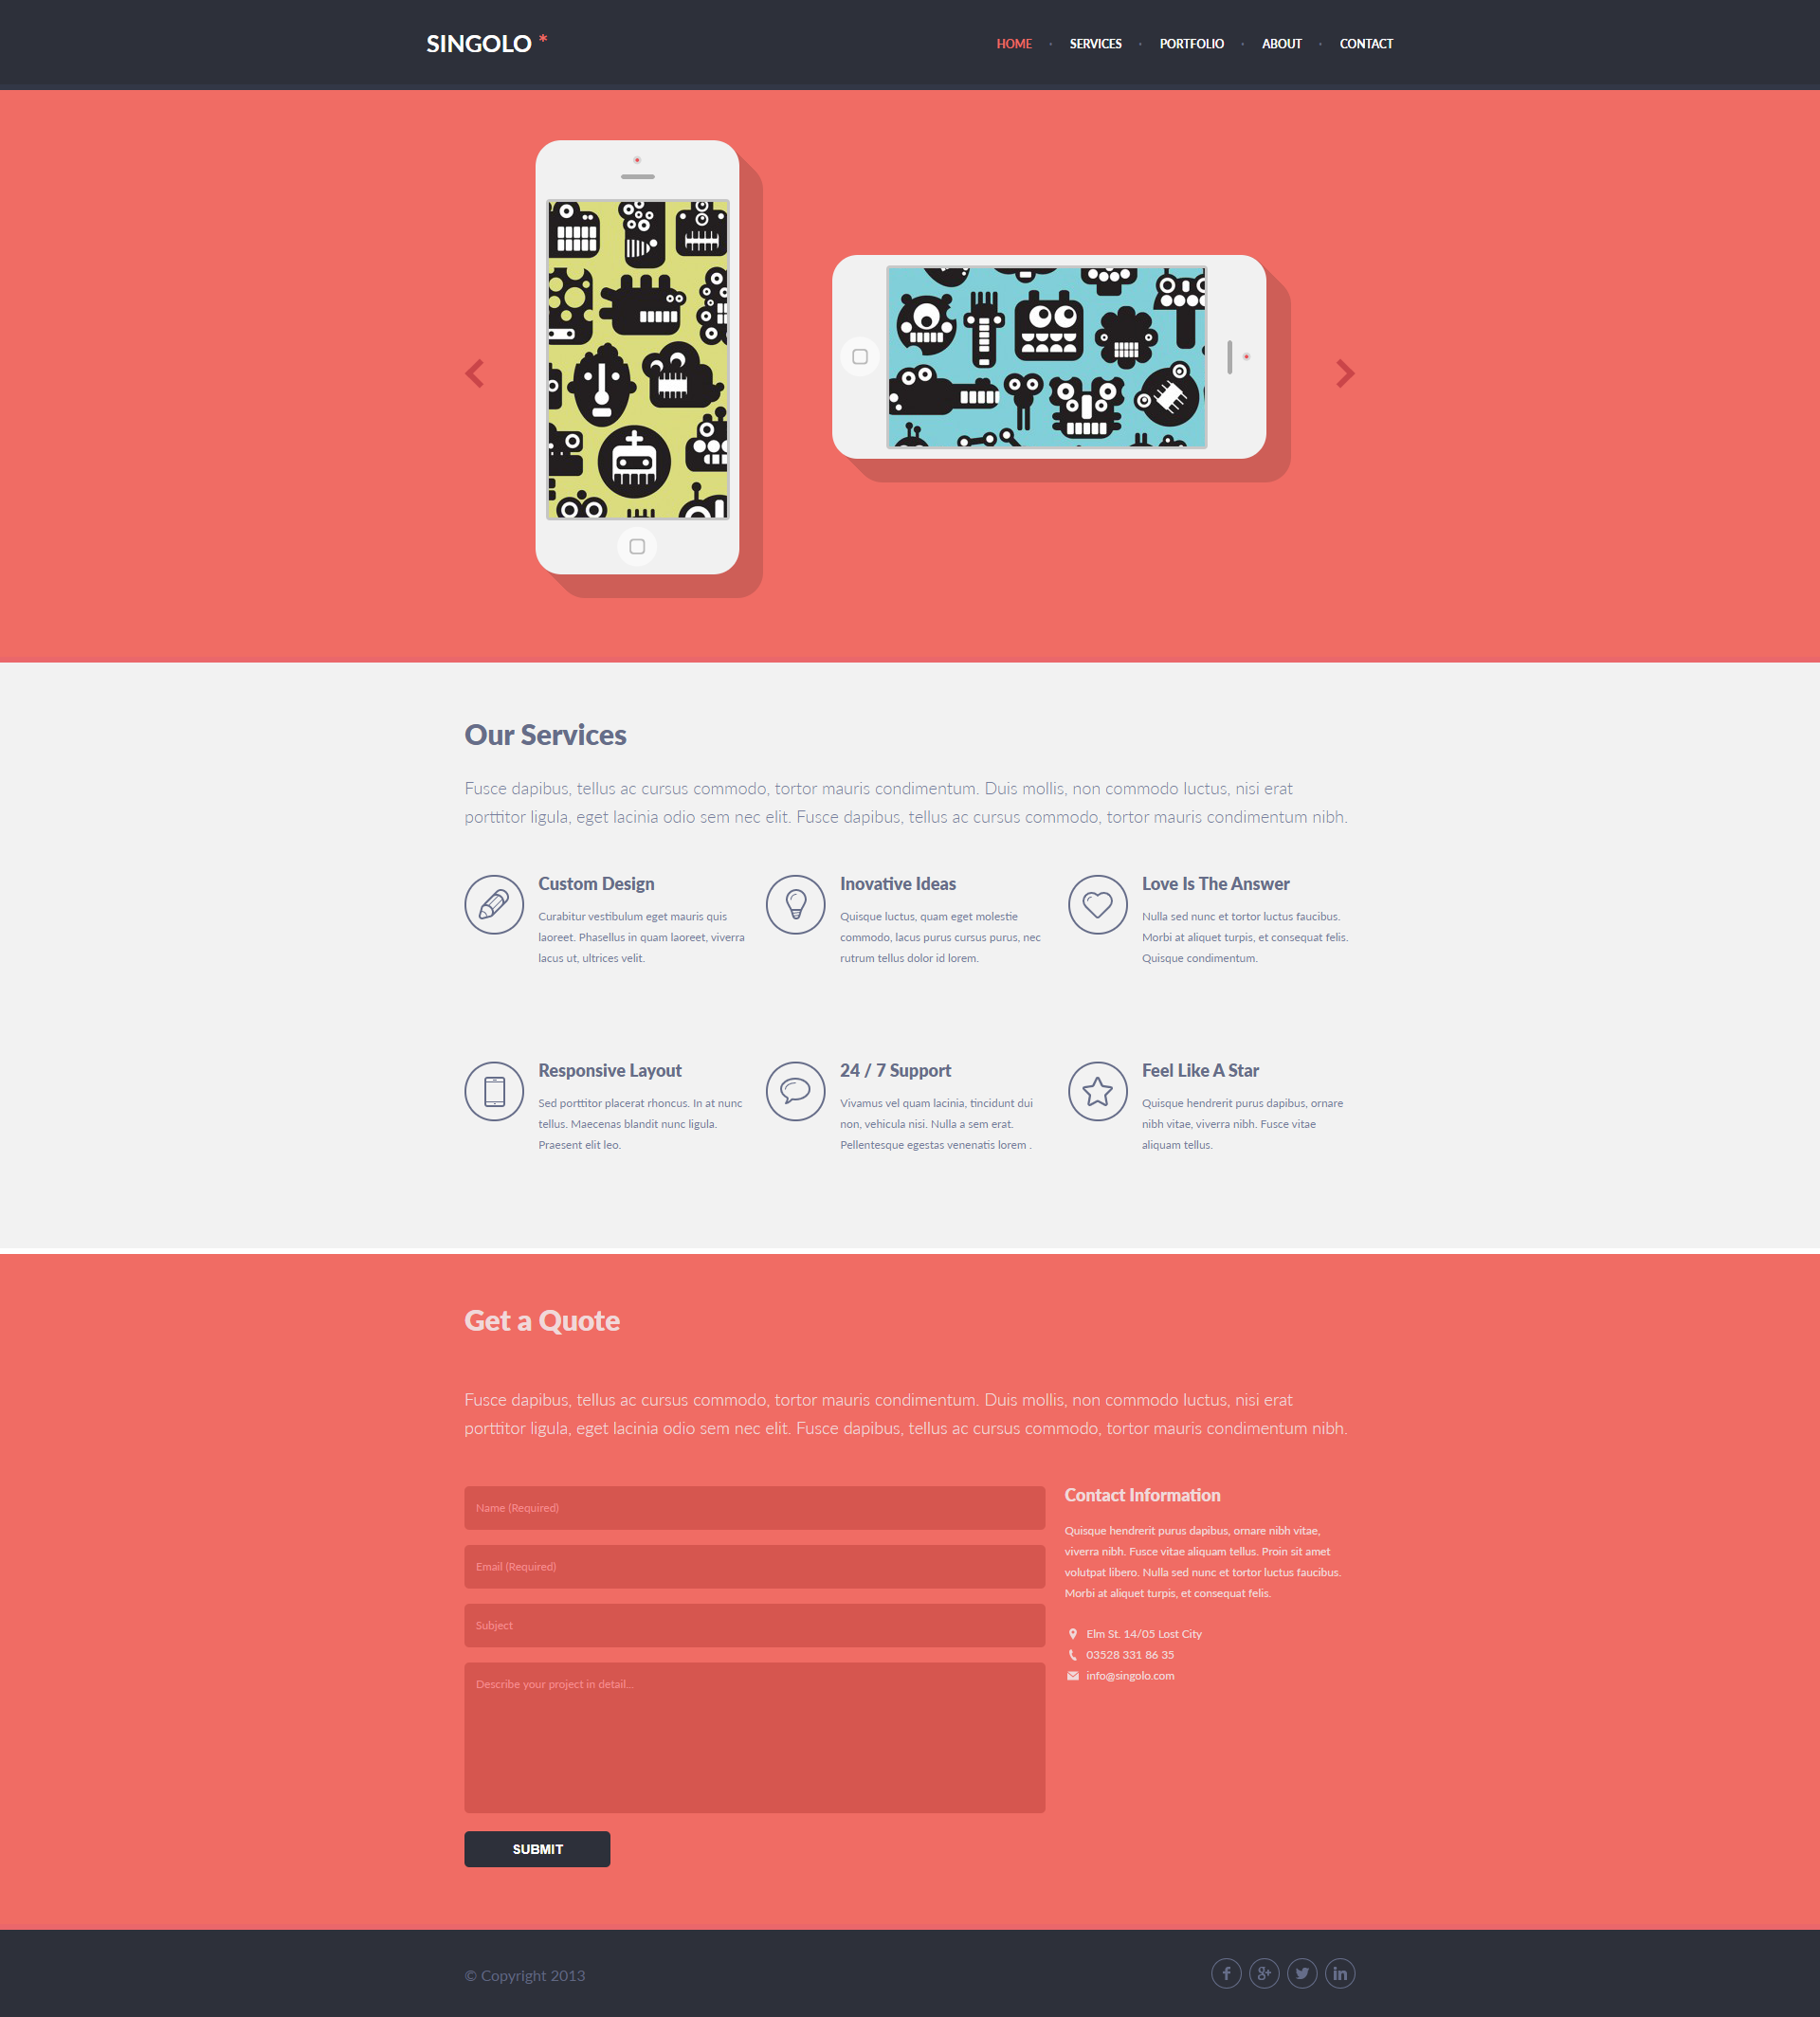 SINGOLO *
HOME • SERVICES • PORTFOLIO • ABOUT • CONTACT
Our Services
Fusce dapibus, tellus ac cursus commodo, tortor mauris condimentum. Duis mollis, non commodo luctus, nisi erat
porttitor ligula, eget lacinia odio sem nec elit. Fusce dapibus, tellus ac cursus commodo, tortor mauris condimentum nibh.
Custom Design
Curabitur vestibulum eget mauris quis
laoreet. Phasellus in quam laoreet, viverra
lacus ut, ultrices velit.
Inovative Ideas
Quisque luctus, quam eget molestie
commodo, lacus purus cursus purus, nec
rutrum tellus dolor id lorem.
Love Is The Answer
Nulla sed nunc et tortor luctus faucibus.
Morbi at aliquet turpis, et consequat felis.
Quisque condimentum.
Responsive Layout
Sed porttitor placerat rhoncus. In at nunc
tellus. Maecenas blandit nunc ligula.
Praesent elit leo.
24 / 7 Support
Vivamus vel quam lacinia, tincidunt dui
non, vehicula nisi. Nulla a sem erat.
Pellentesque egestas venenatis lorem .
Feel Like A Star
Quisque hendrerit purus dapibus, ornare
nibh vitae, viverra nibh. Fusce vitae
aliquam tellus.
Get a Quote
Fusce dapibus, tellus ac cursus commodo, tortor mauris condimentum. Duis mollis, non commodo luctus, nisi erat
porttitor ligula, eget lacinia odio sem nec elit. Fusce dapibus, tellus ac cursus commodo, tortor mauris condimentum nibh.
Name (Required)
Email (Required)
Subject
Describe your project in detail...
SUBMIT
Contact Information
Quisque hendrerit purus dapibus, ornare nibh vitae,
viverra nibh. Fusce vitae aliquam tellus. Proin sit amet
volutpat libero. Nulla sed nunc et tortor luctus faucibus.
Morbi at aliquet turpis, et consequat felis.
Elm St. 14/05 Lost City
03528 331 86 35
info@singolo.com
© Copyright 2013